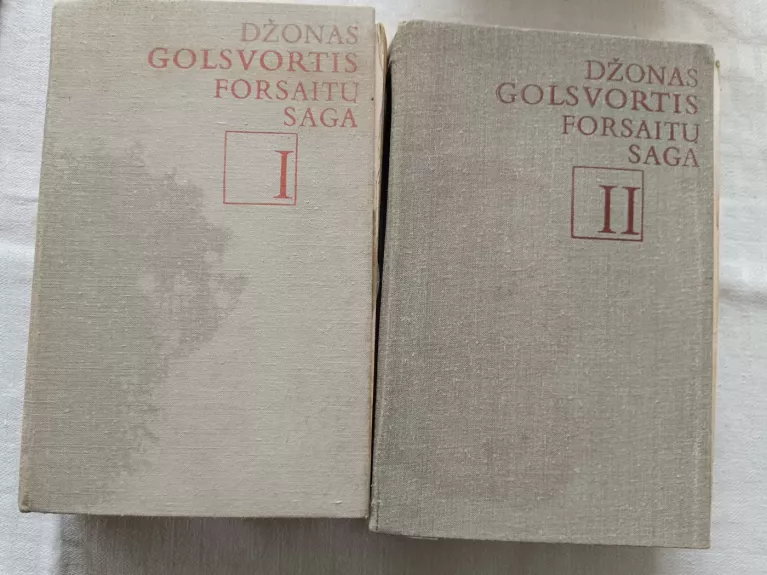 DŽONAS
GOLSVORTIS
FORSAITŲ
SAGA
I
DŽONAS
GOLSVORTIS
FORSAITŲ
SAGA
II